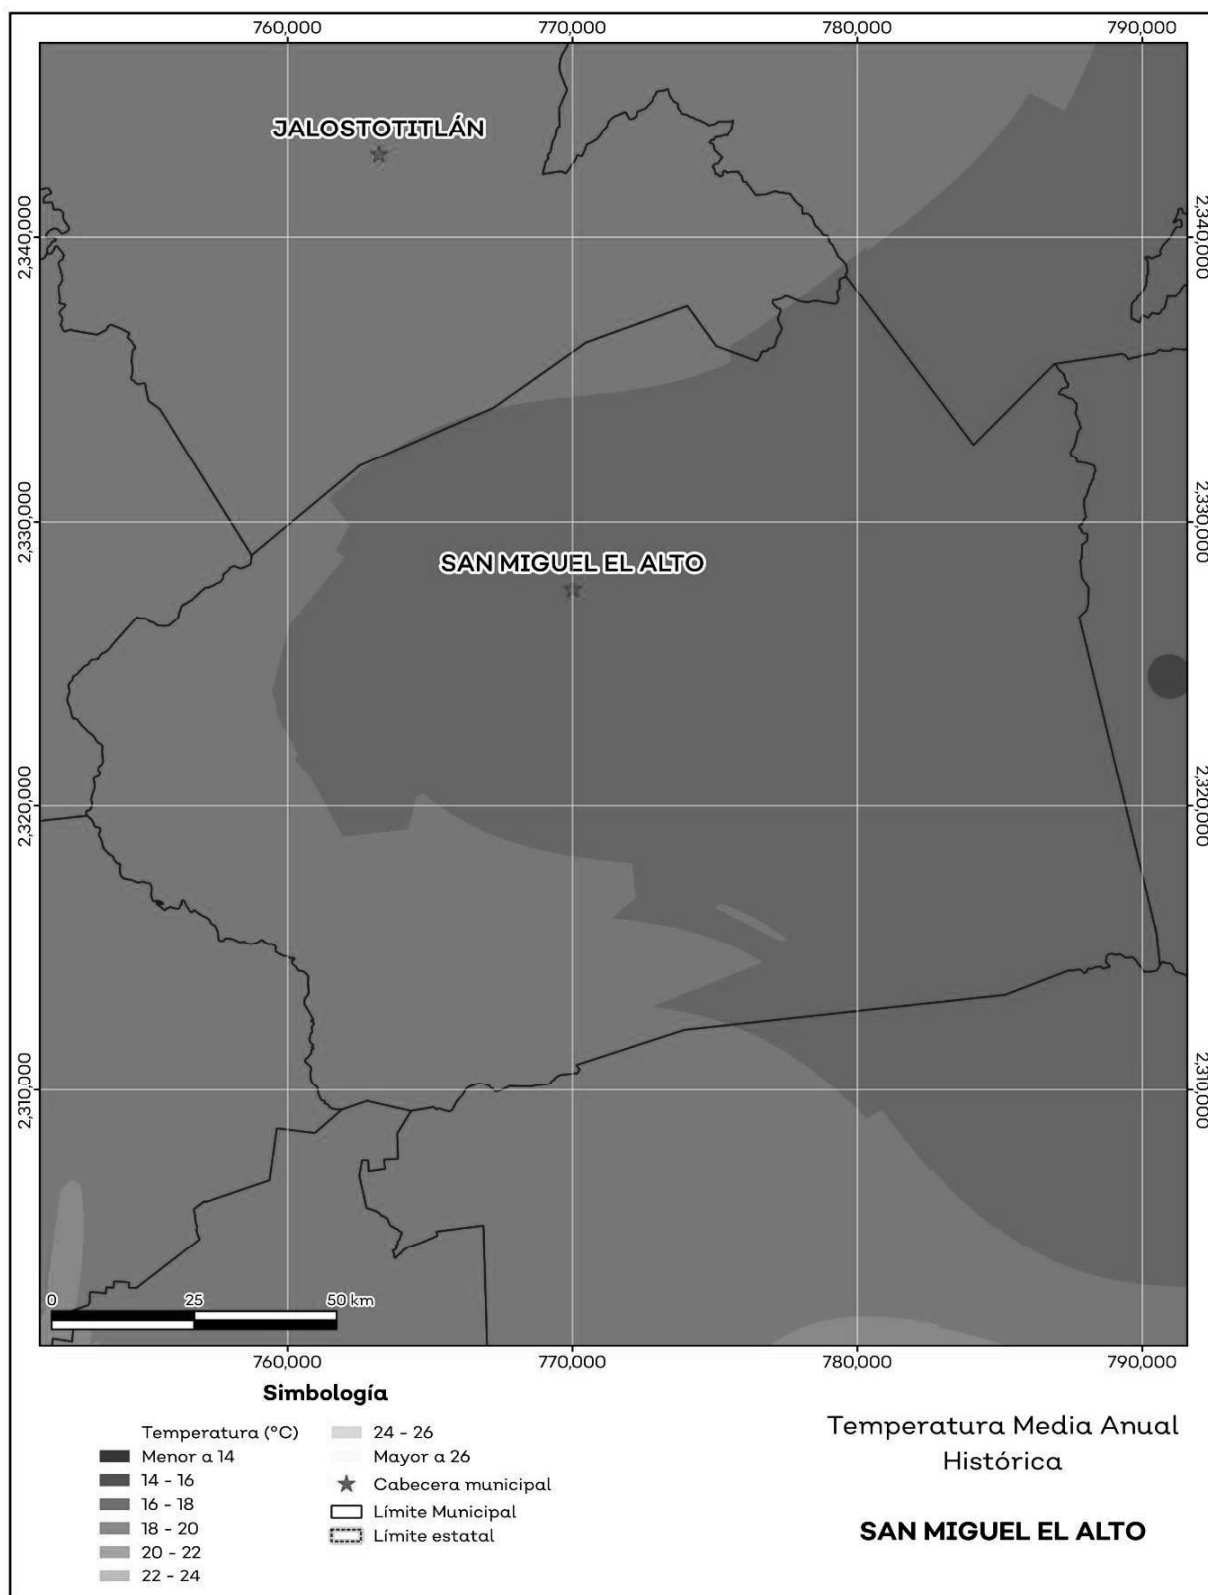 760,000 770,000 780,000 790,000
JALOSTOTITLÁN
2,340,000 2,340,000
2,330,000 2,330,000
SAN MIGUEL EL ALTO
2,320,000 2,320,000
2,310,000 2,310,000
0 25 50 km
760,000 770,000 780,000 790,000
Simbología
Temperatura (°C)
Menor a 14
14 - 16
16 - 18
18 - 20
20 - 22
22 - 24
24 - 26
Mayor a 26
Cabecera municipal
Límite Municipal
Límite estatal
Temperatura Media Anual
Histórica
SAN MIGUEL EL ALTO